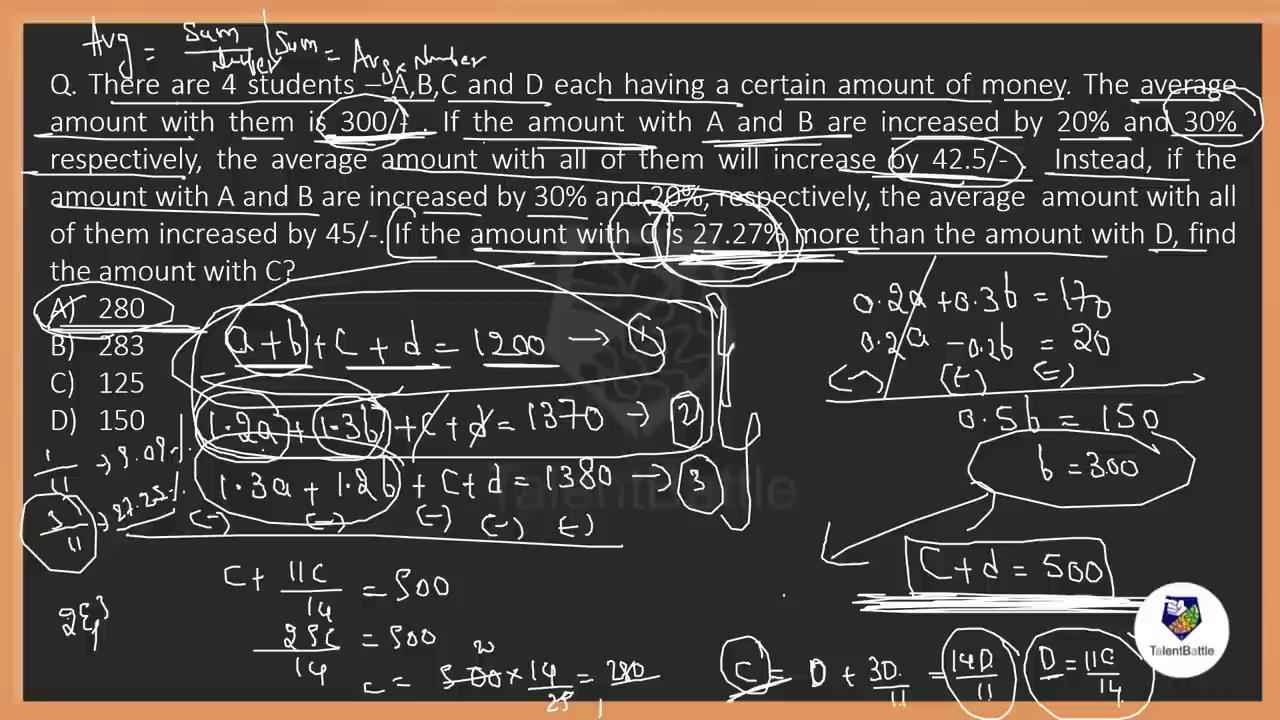 Avg = Sum / Number | Sum = Avg × Number
Q. There are 4 students – A,B,C and D each having a certain amount of money. The average
amount with them is 300/- . If the amount with A and B are increased by 20% and 30%
respectively, the average amount with all of them will increase by 42.5/- . Instead, if the
amount with A and B are increased by 30% and 20%, respectively, the average amount with all
of them increased by 45/-. If the amount with C is 27.27% more than the amount with D, find
the amount with C?
A) 280
B) 283
C) 125
D) 150
a + b + c + d = 1200 → 1
1.2a + 1.3b + c + d = 1370 → 2
1.3a + 1.2b + c + d = 1380 → 3
(-) (-) (-) (-) (-)
1/11 → 9.09%
3/11 → 27.27%
0.2a + 0.3b = 170
0.2a - 0.2b = 20
(-) (-) (-)
0.5b = 150
b = 300
C + d = 500
C + 11C/14 = 500
25C/14 = 500
C = 500 × 14/25 = 280
20
1
C = D + 3D/11 = 14D/11
D = 11C/14
TalentBattle
TalentBattle